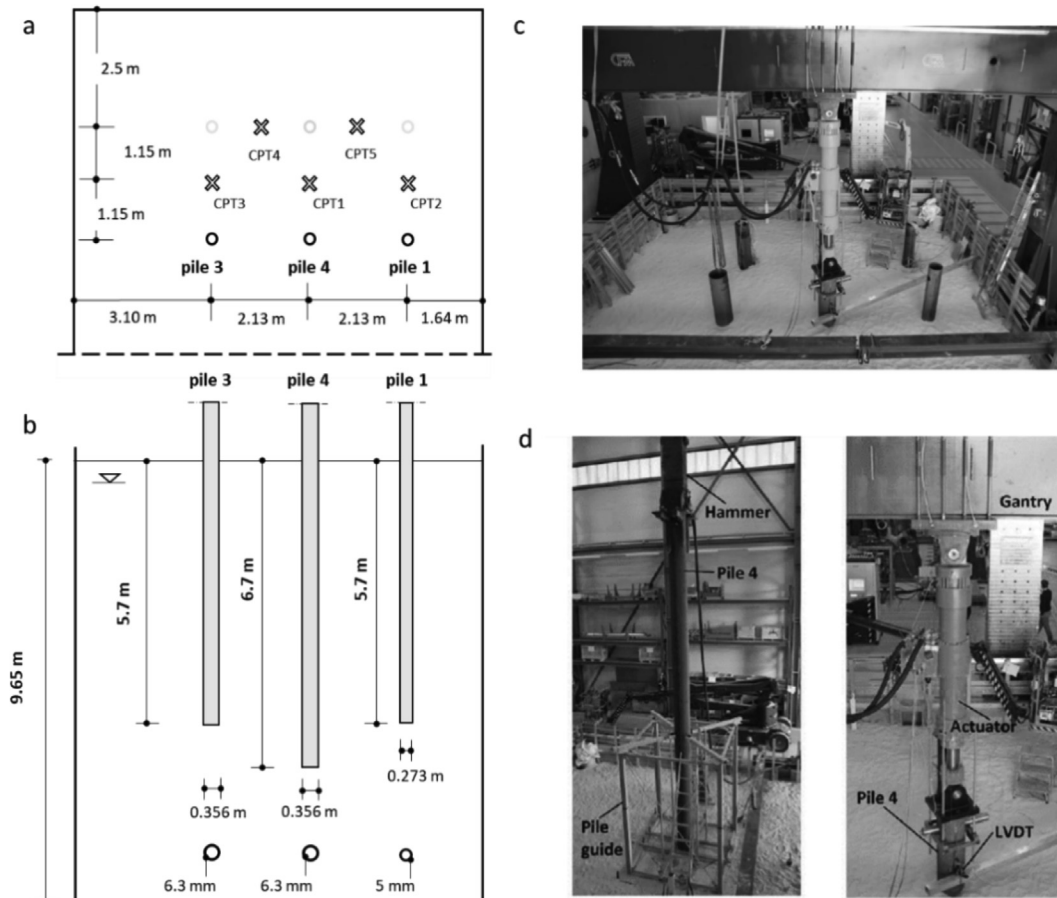 a
2.5 m
CPT4
CPT5
1.15 m
CPT3
CPT1
CPT2
1.15 m
pile 3
pile 4
pile 1
3.10 m
2.13 m
2.13 m
1.64 m
pile 3
pile 4
pile 1
b
9.65 m
5.7 m
6.7 m
5.7 m
0.273 m
0.356 m
0.356 m
6.3 mm
6.3 mm
5 mm
c
d
Hammer
Pile 4
Pile
guide
Gantry
Actuator
Pile 4
LVDT